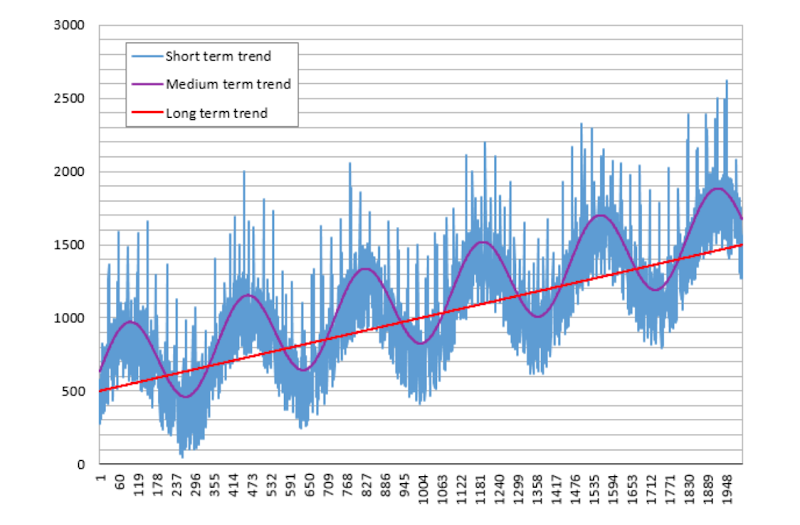 3000
2500
2000
1500
1000
500
0
Short term trend
Medium term trend
Long term trend
1 60 119 178 237 296 355 414 473 532 591 650 709 768 827 886 945 1004 1063 1122 1181 1240 1299 1358 1417 1476 1535 1594 1653 1712 1771 1830 1889 1948